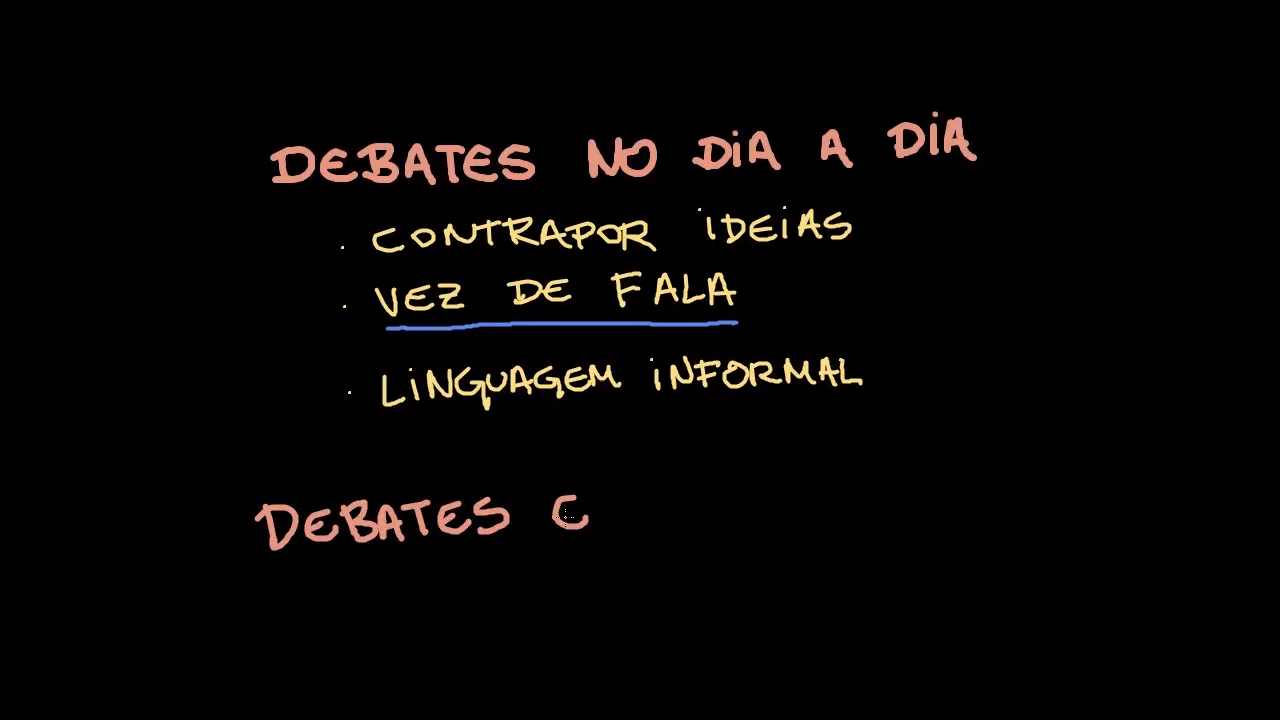 DEBATES NO DiA A DiA
. CONTRAPOR iDEiAS
. VEZ DE FALA
. LiNGUAGEM iNFORMAL
DEBATES